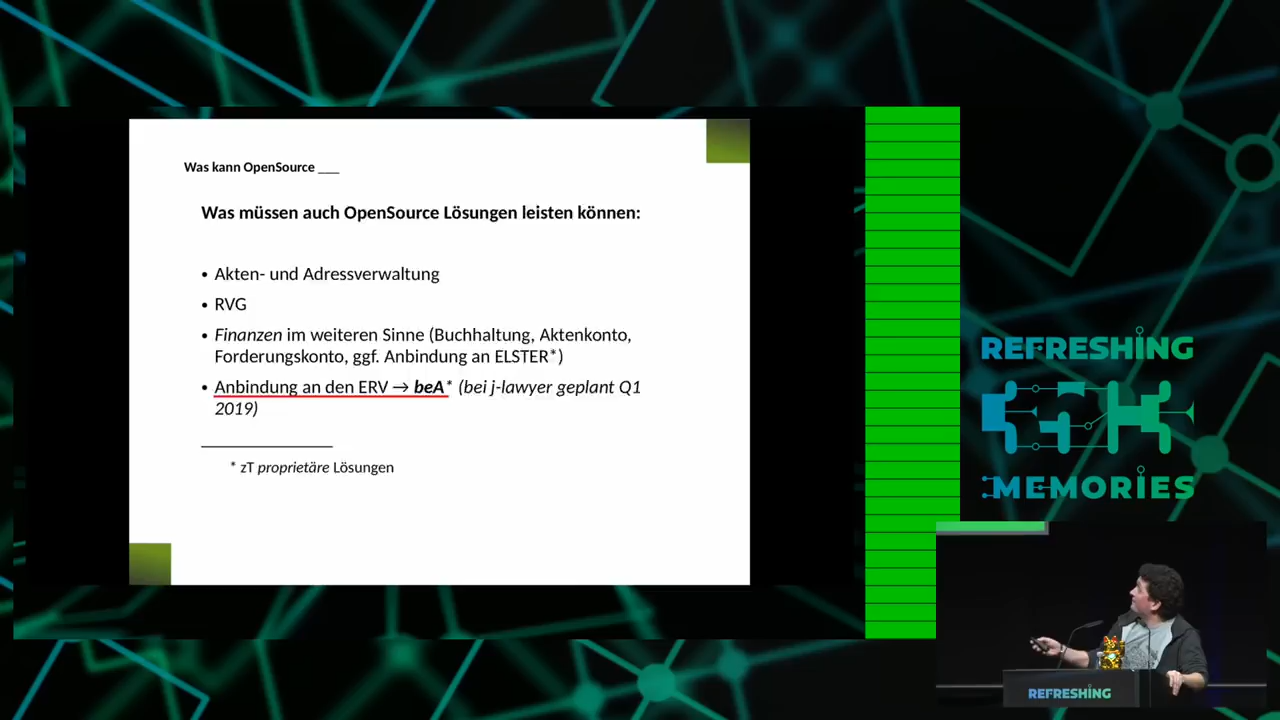 Was kann OpenSource ___
Was müssen auch OpenSource Lösungen leisten können:
• Akten- und Adressverwaltung
• RVG
• Finanzen im weiteren Sinne (Buchhaltung, Aktenkonto,
Forderungskonto, ggf. Anbindung an ELSTER*)
• Anbindung an den ERV → beA* (bei j-lawyer geplant Q1
2019)
* zT proprietäre Lösungen
REFRESHING
35
MEMORIES
REFRESHING